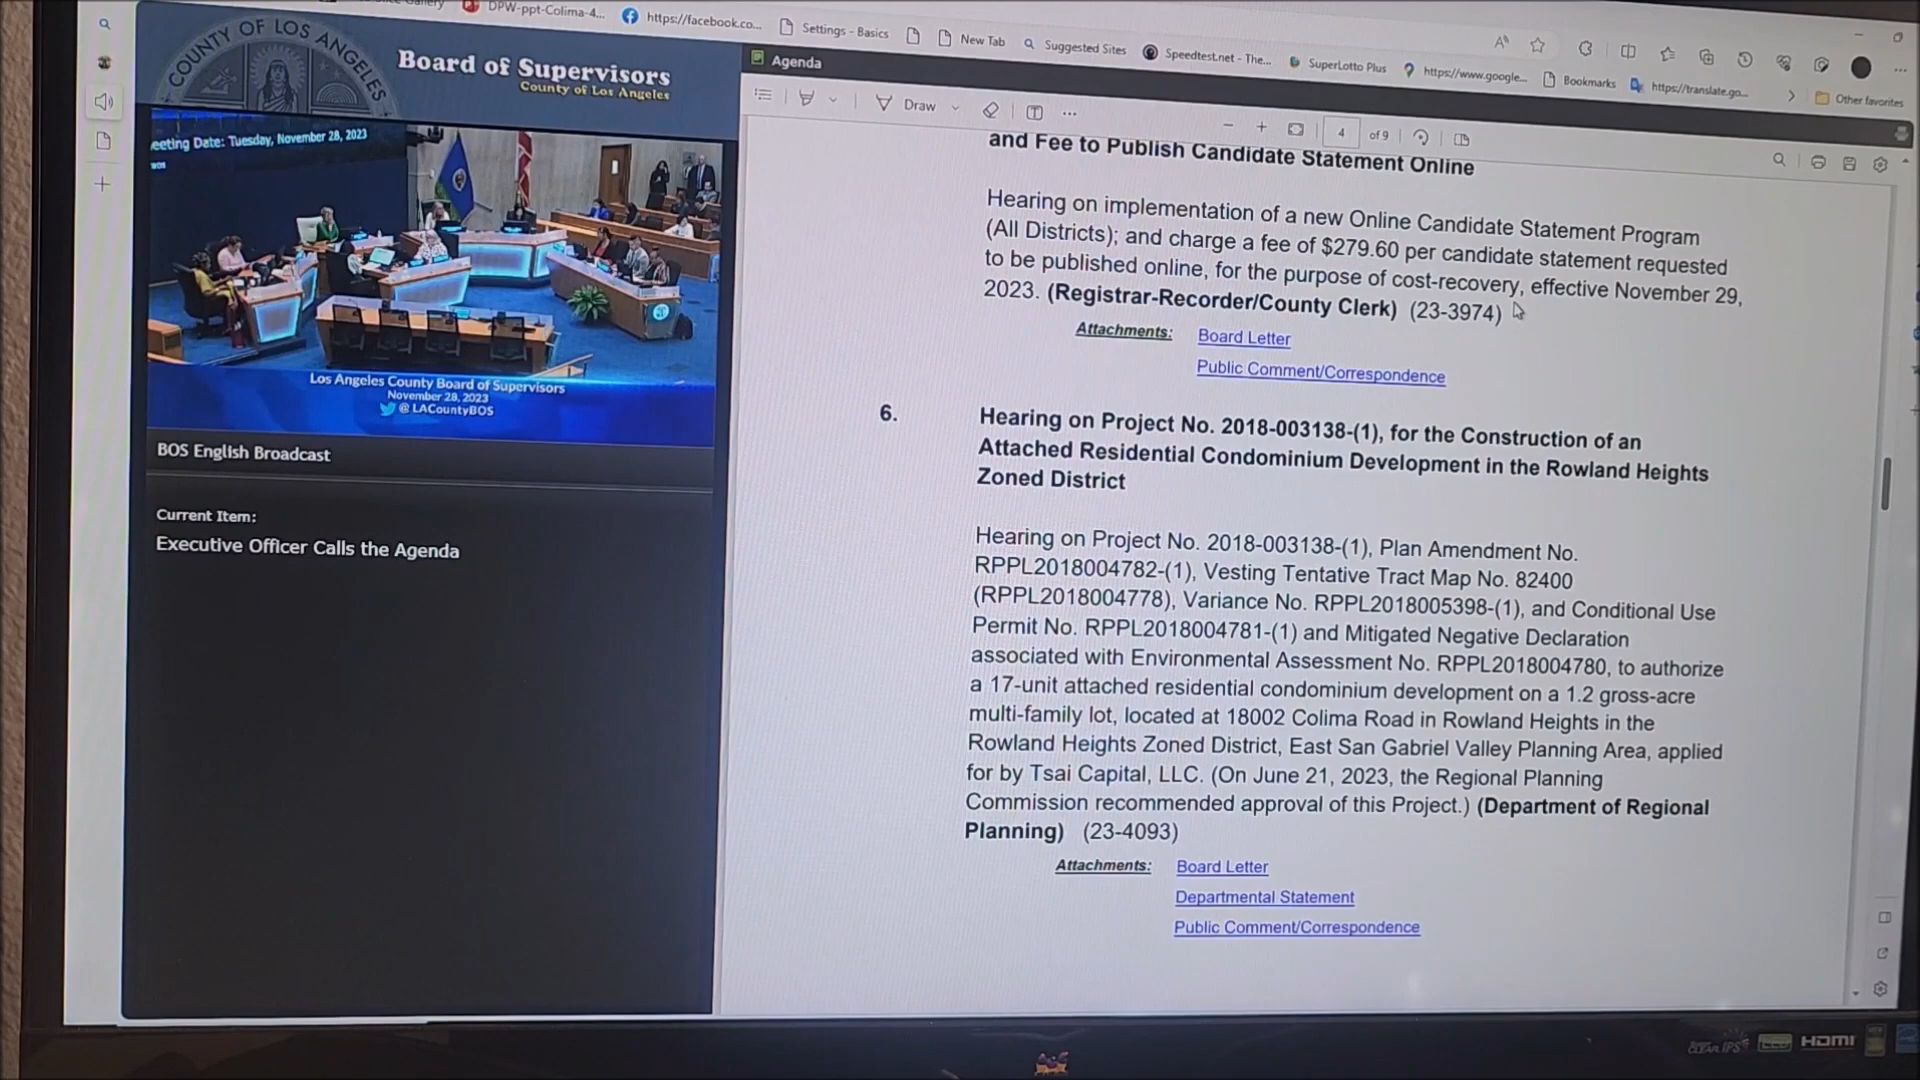 DPW-ppt-Colima-4...
https://facebook.co...
Settings - Basics
New Tab
Suggested Sites
Speedtest.net - The...
SuperLotto Plus
https://www.google...
Bookmarks
https://translate.go...
Other favorites
COUNTY OF LOS ANGELES
Board of Supervisors
County of Los Angeles
Agenda
Draw
4 of 9
eeting Date: Tuesday, November 28, 2023
Los Angeles County Board of Supervisors
November 28, 2023
@LACountyBOS
BOS English Broadcast
Current Item:
Executive Officer Calls the Agenda
and Fee to Publish Candidate Statement Online
Hearing on implementation of a new Online Candidate Statement Program
(All Districts); and charge a fee of $279.60 per candidate statement requested
to be published online, for the purpose of cost-recovery, effective November 29,
2023. (Registrar-Recorder/County Clerk) (23-3974)
Attachments: Board Letter
Public Comment/Correspondence
6. Hearing on Project No. 2018-003138-(1), for the Construction of an
Attached Residential Condominium Development in the Rowland Heights
Zoned District
Hearing on Project No. 2018-003138-(1), Plan Amendment No.
RPPL2018004782-(1), Vesting Tentative Tract Map No. 82400
(RPPL2018004778), Variance No. RPPL2018005398-(1), and Conditional Use
Permit No. RPPL2018004781-(1) and Mitigated Negative Declaration
associated with Environmental Assessment No. RPPL2018004780, to authorize
a 17-unit attached residential condominium development on a 1.2 gross-acre
multi-family lot, located at 18002 Colima Road in Rowland Heights in the
Rowland Heights Zoned District, East San Gabriel Valley Planning Area, applied
for by Tsai Capital, LLC. (On June 21, 2023, the Regional Planning
Commission recommended approval of this Project.) (Department of Regional
Planning) (23-4093)
Attachments: Board Letter
Departmental Statement
Public Comment/Correspondence
HDMI